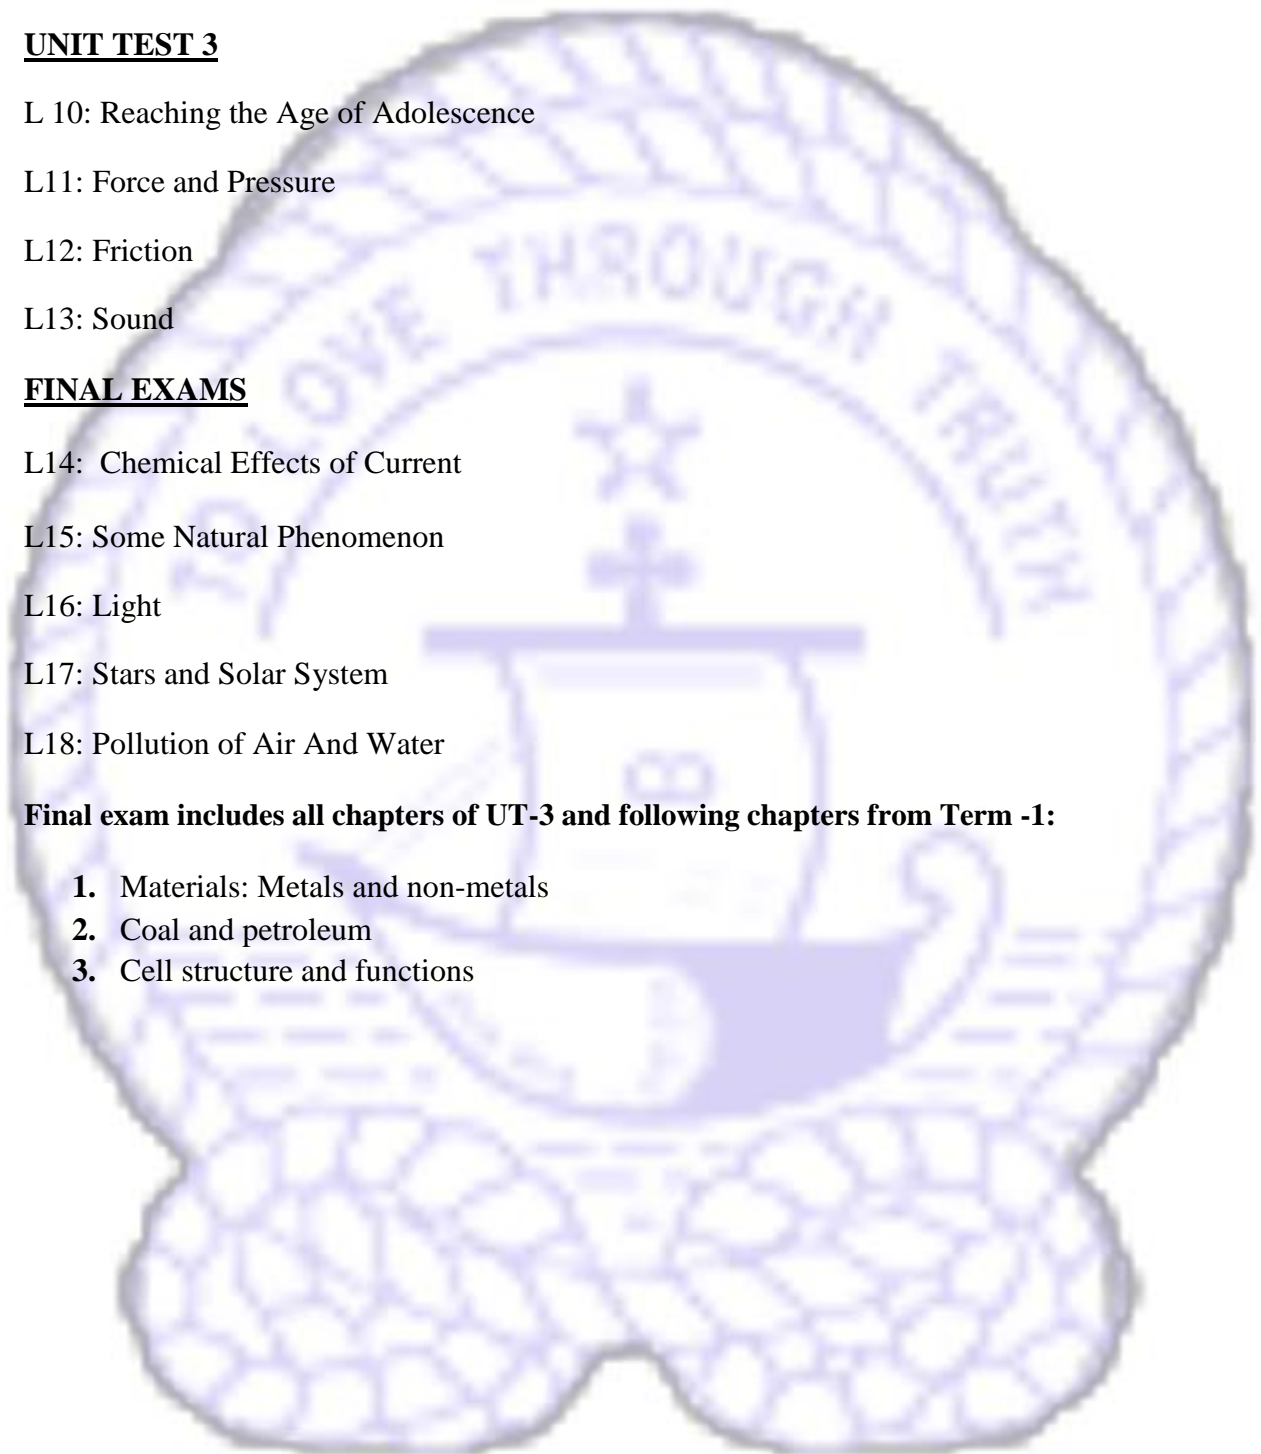 UNIT TEST 3
L 10: Reaching the Age of Adolescence
L11: Force and Pressure
L12: Friction
L13: Sound
FINAL EXAMS
L14:  Chemical Effects of Current
L15: Some Natural Phenomenon
L16: Light
L17: Stars and Solar System
L18: Pollution of Air And Water
Final exam includes all chapters of UT-3 and following chapters from Term -1:
1. Materials: Metals and non-metals
2. Coal and petroleum
3. Cell structure and functions
TO LOVE THROUGH TRUTH